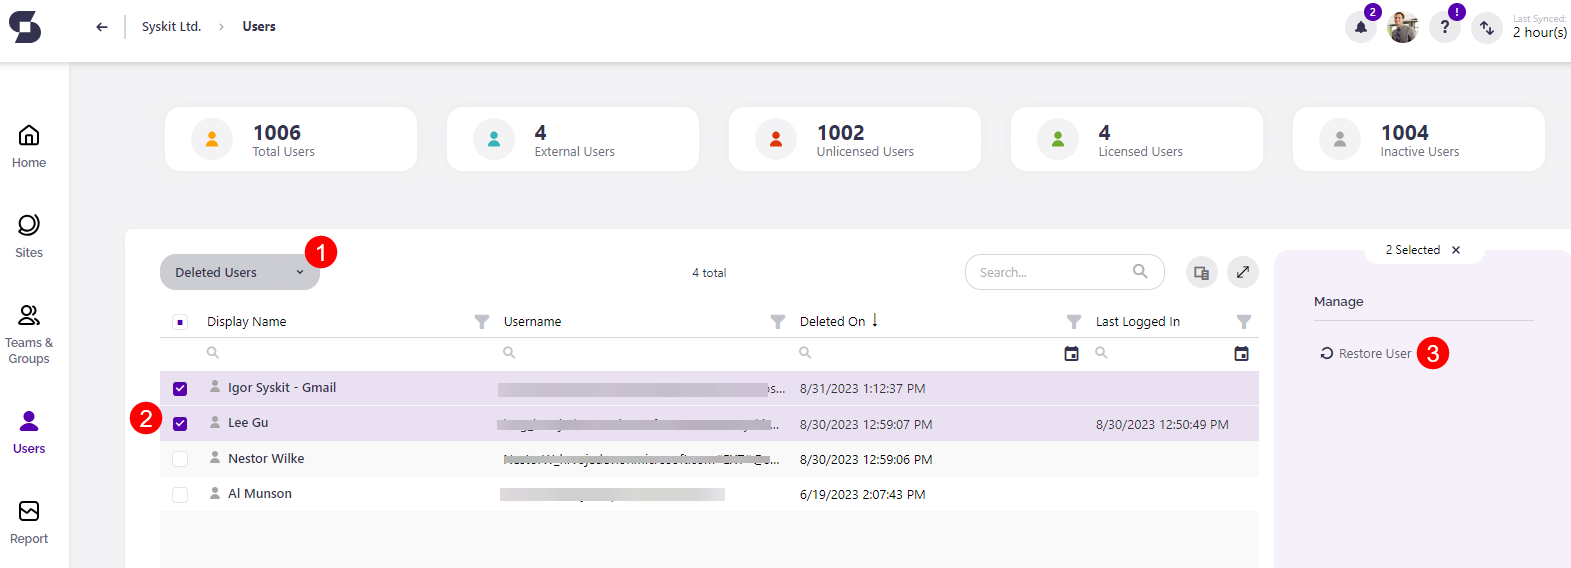 Syskit Ltd. > Users
2
!
?
Last Synced:
2 hour(s)
Home
Sites
Teams &
Groups
Users
Report
1006
Total Users
4
External Users
1002
Unlicensed Users
4
Licensed Users
1004
Inactive Users
Deleted Users
1
4 total
Search...
2 Selected ×
Display Name Username Deleted On ↓ Last Logged In
Igor Syskit - Gmail 8/31/2023 1:12:37 PM
2
Lee Gu 8/30/2023 12:59:07 PM 8/30/2023 12:50:49 PM
Nestor Wilke 8/30/2023 12:59:06 PM
Al Munson 6/19/2023 2:07:43 PM
Manage
Restore User 3